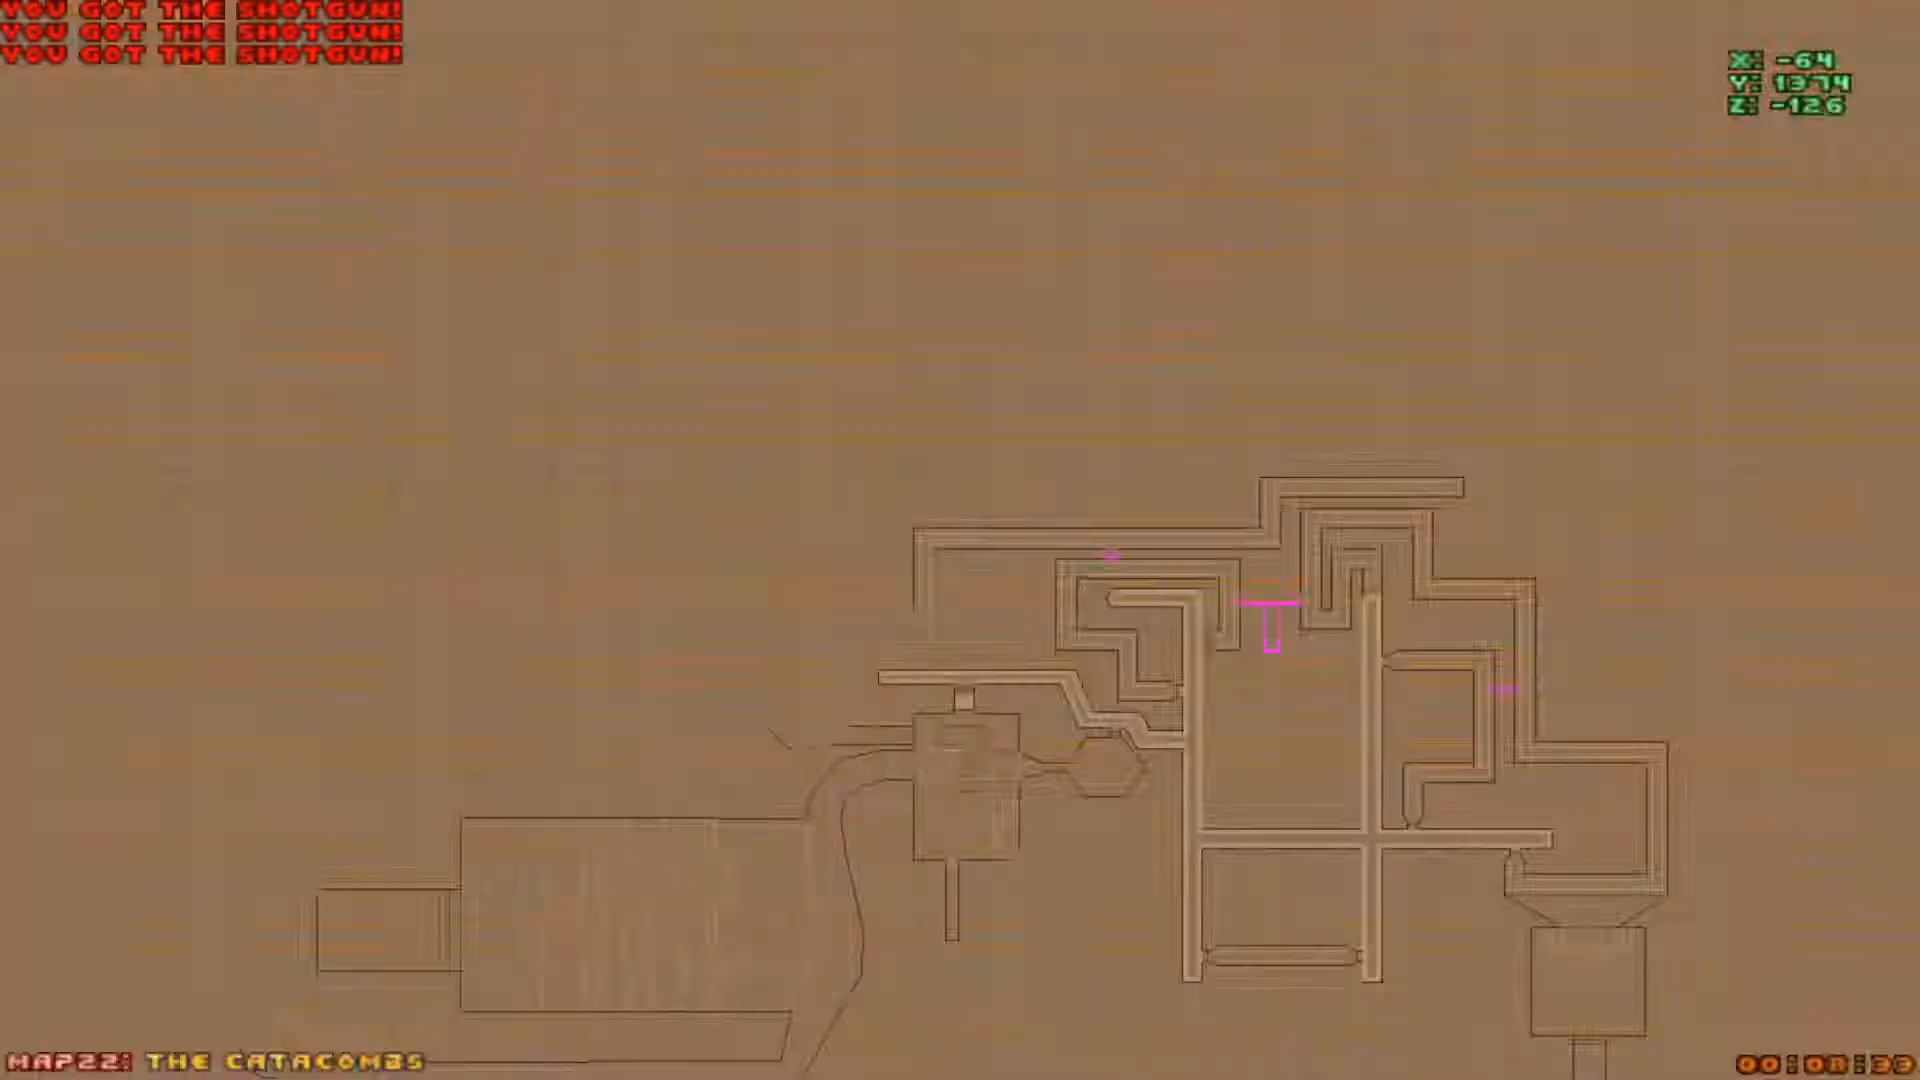 YOU GOT THE SHOTGUN!
YOU GOT THE SHOTGUN!
YOU GOT THE SHOTGUN!
X: -64
Y: 1374
Z: -126
MAP22: THE CATACOMBS
00:08:33